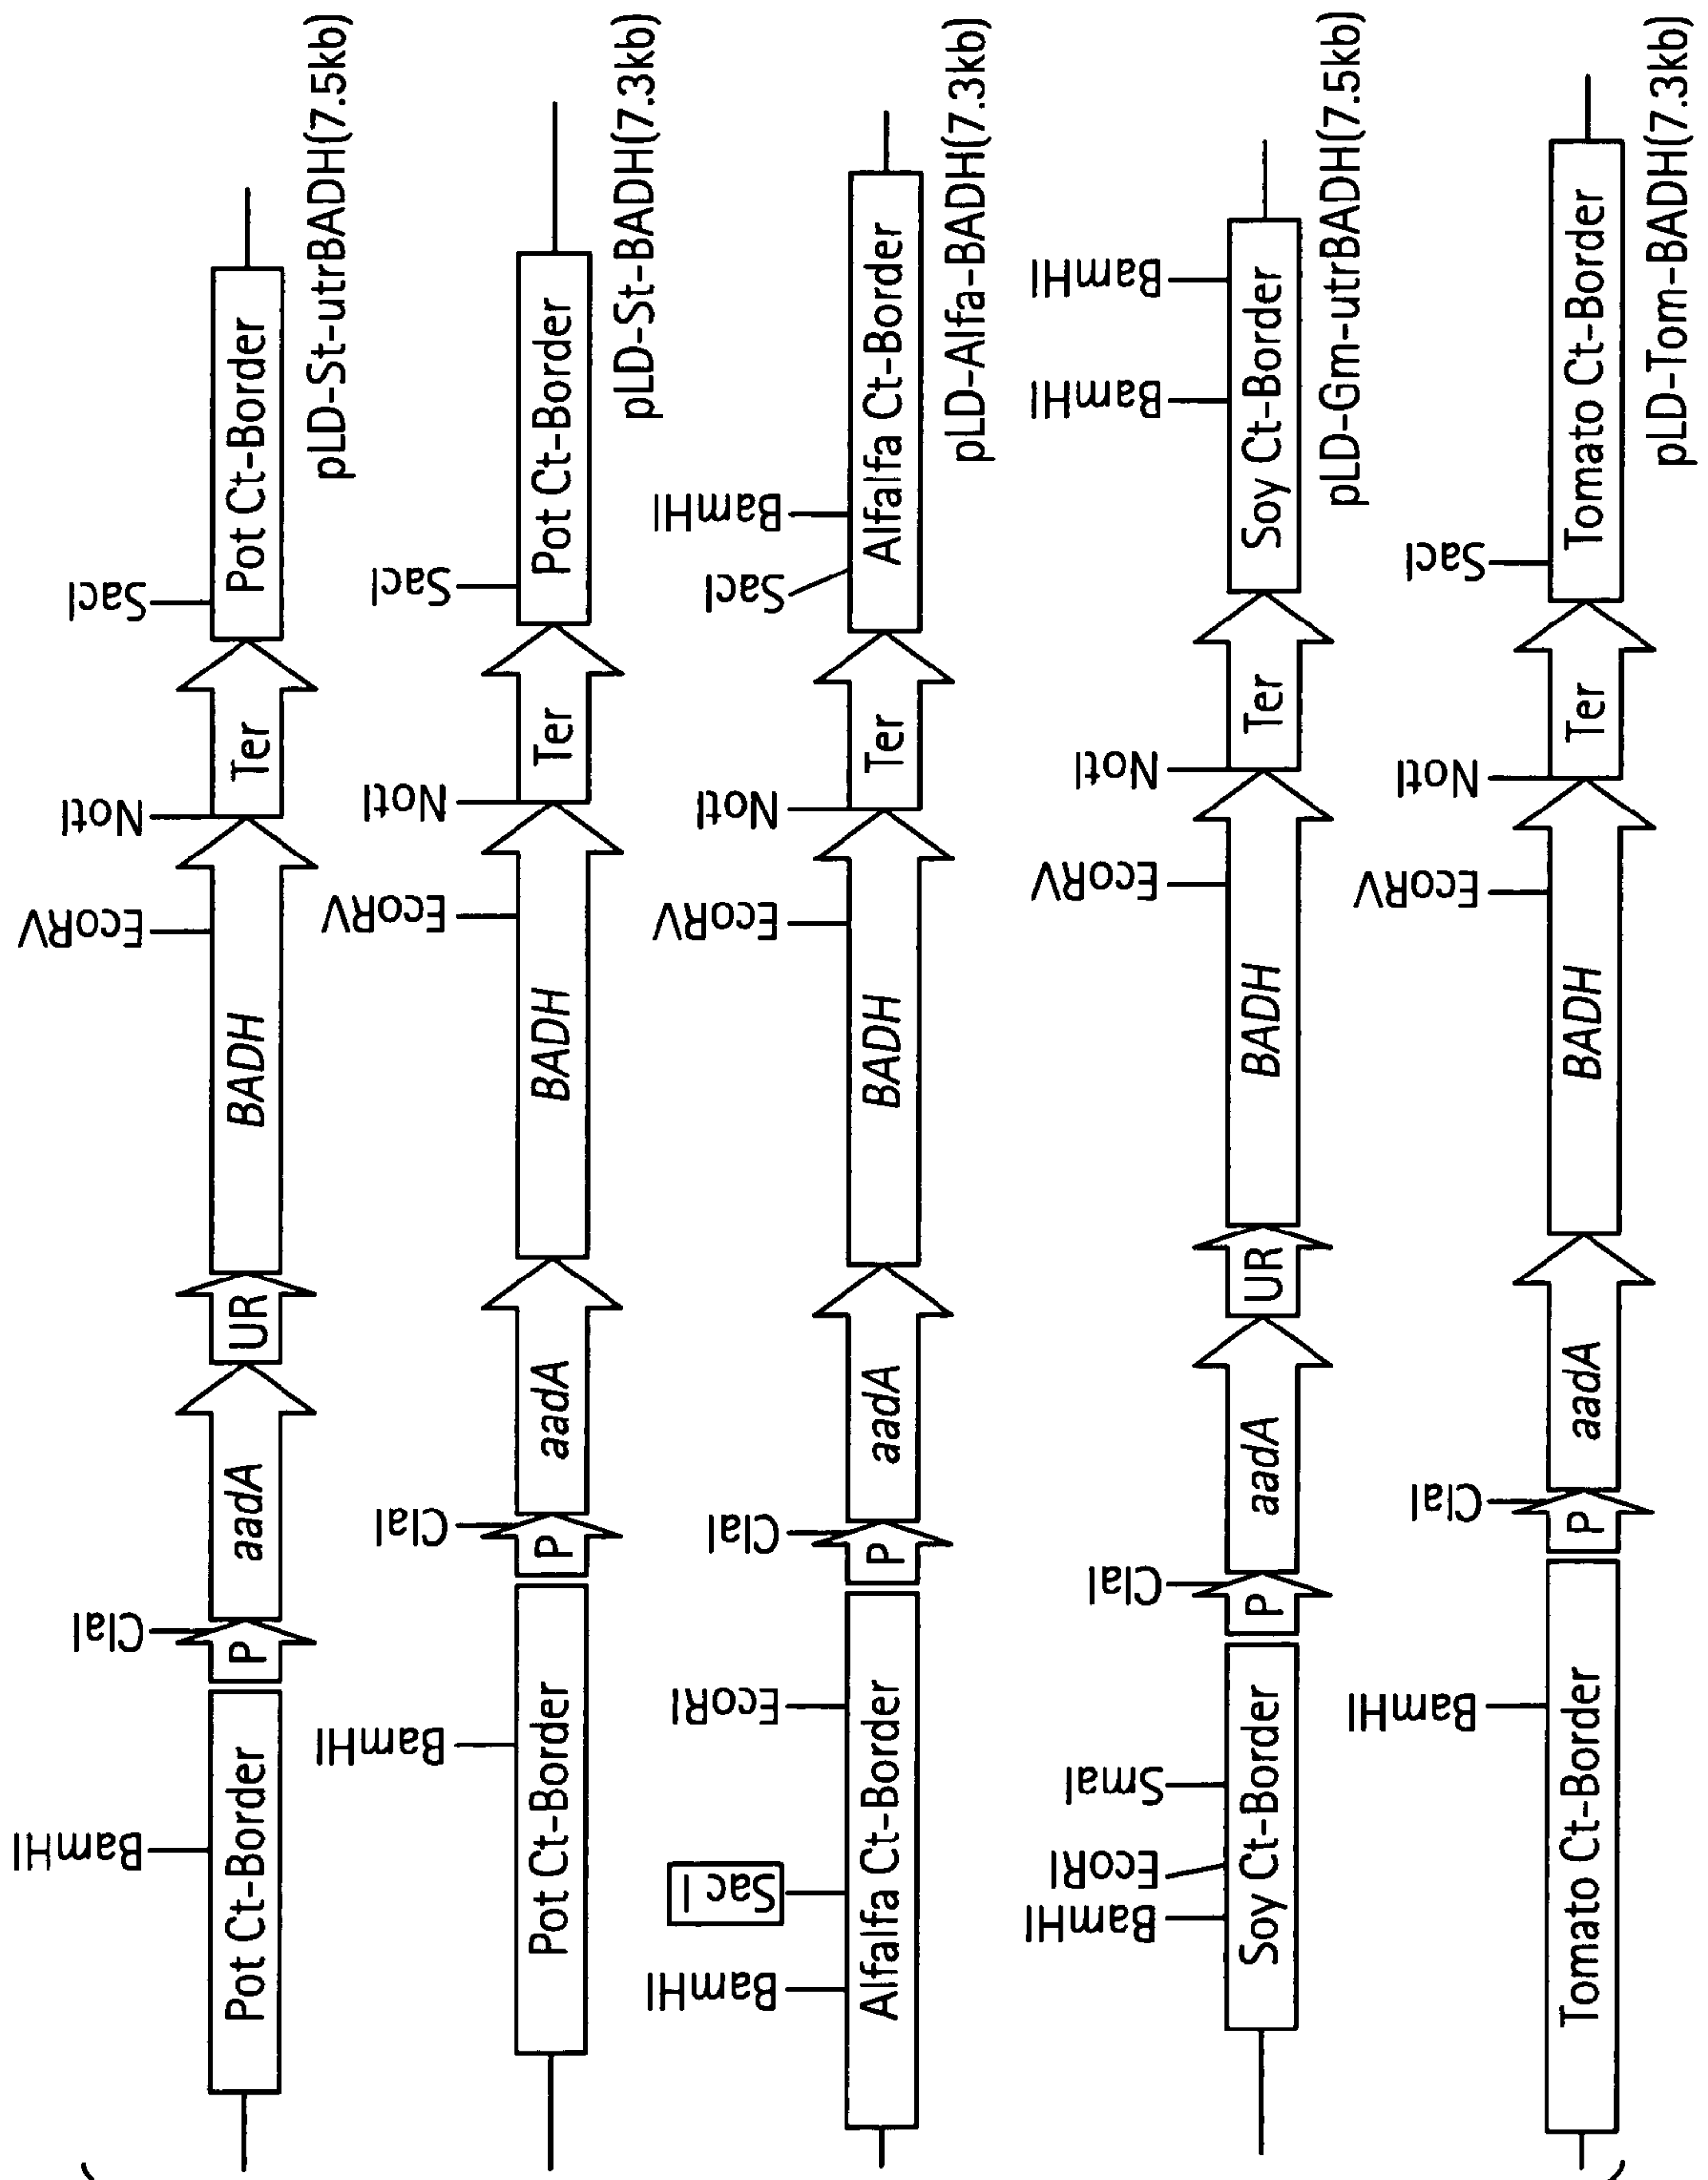 BamHI
ClaI
EcoRV
NotI
SacI
Pot Ct-Border
P
aadA
UR
BADH
Ter
Pot Ct-Border
pLD-St-utrBADH(7.5kb)
BamHI
ClaI
EcoRV
NotI
SacI
Pot Ct-Border
P
aadA
BADH
Ter
Pot Ct-Border
pLD-St-BADH(7.3kb)
BamHI
Sac I
EcoRI
ClaI
EcoRV
NotI
SacI
BamHI
Alfalfa Ct-Border
P
aadA
BADH
Ter
Alfalfa Ct-Border
pLD-Alfa-BADH(7.3kb)
BamHI
EcoRI
SmaI
ClaI
EcoRV
NotI
BamHI
BamHI
Soy Ct-Border
P
aadA
UR
BADH
Ter
Soy Ct-Border
pLD-Gm-utrBADH(7.5kb)
BamHI
ClaI
EcoRV
NotI
SacI
Tomato Ct-Border
P
aadA
BADH
Ter
Tomato Ct-Border
pLD-Tom-BADH(7.3kb)